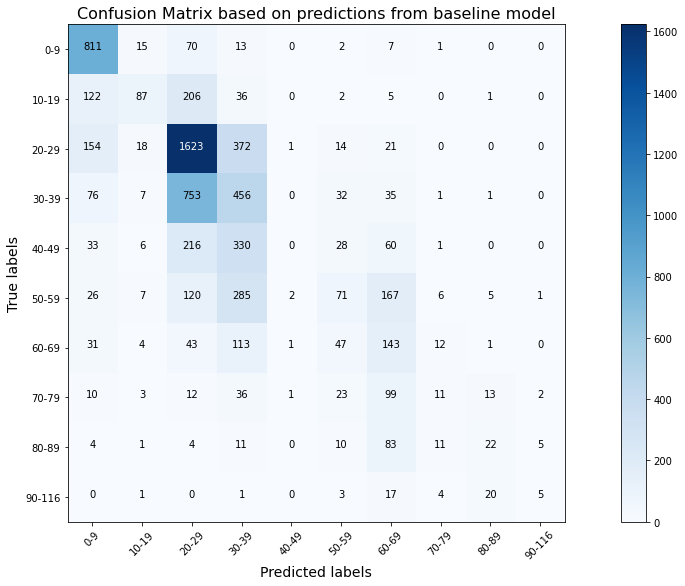 Confusion Matrix based on predictions from baseline model
0-9 811 15 70 13 0 2 7 1 0 0
10-19 122 87 206 36 0 2 5 0 1 0
20-29 154 18 1623 372 1 14 21 0 0 0
30-39 76 7 753 456 0 32 35 1 1 0
40-49 33 6 216 330 0 28 60 1 0 0
50-59 26 7 120 285 2 71 167 6 5 1
60-69 31 4 43 113 1 47 143 12 1 0
70-79 10 3 12 36 1 23 99 11 13 2
80-89 4 1 4 11 0 10 83 11 22 5
90-116 0 1 0 1 0 3 17 4 20 5
0-9 10-19 20-29 30-39 40-49 50-59 60-69 70-79 80-89 90-116
Predicted labels
True labels
1600
1400
1200
1000
800
600
400
200
0